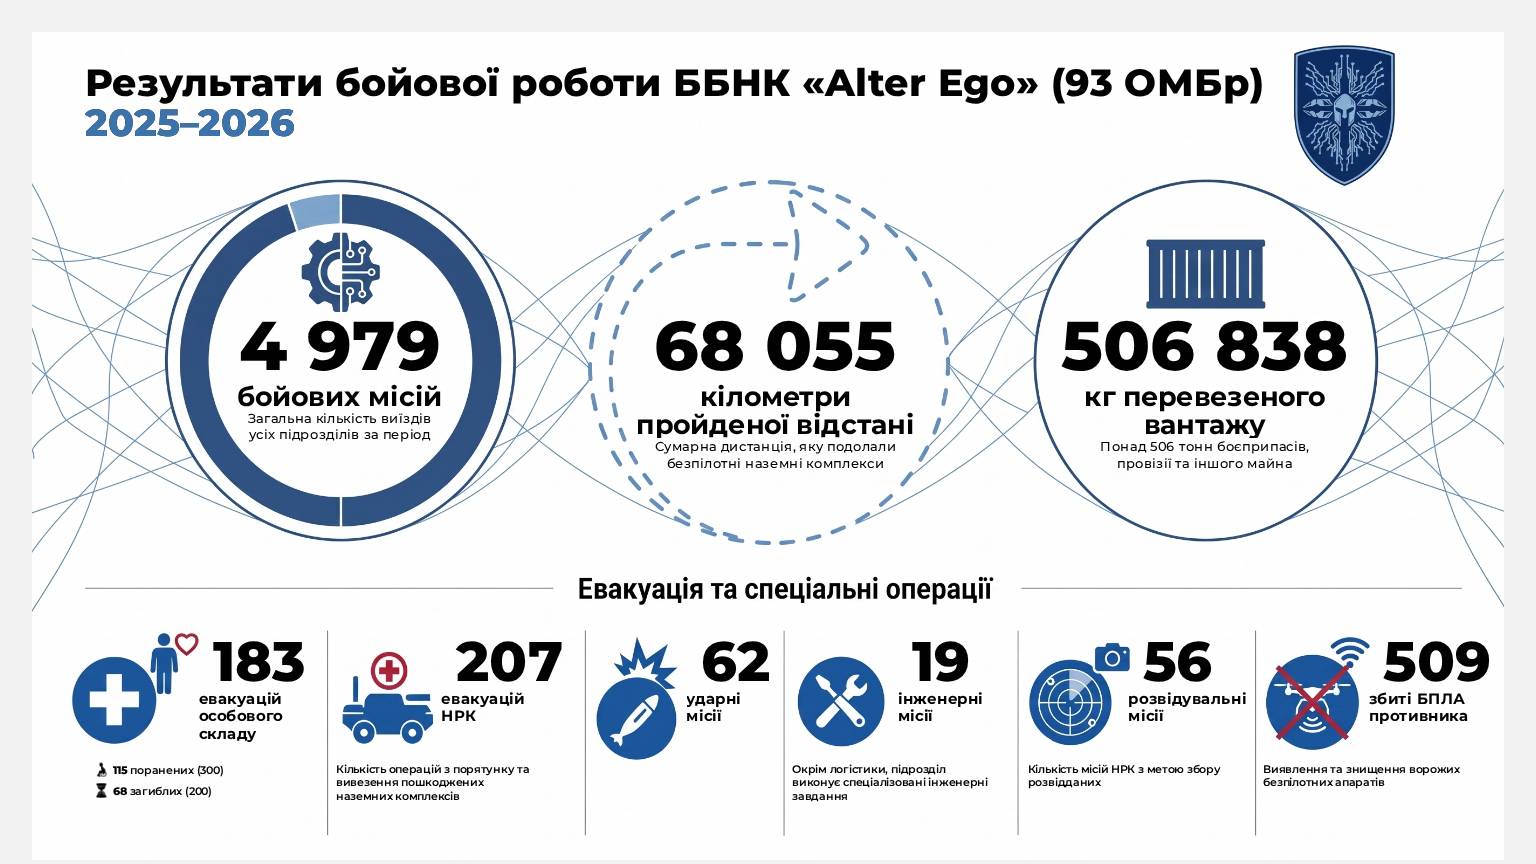 Результати бойової роботи ББНК «Alter Ego» (93 ОМБр)
2025–2026
4 979
бойових місій
Загальна кількість виїздів
усіх підрозділів за період
68 055
кілометри
пройденої відстані
Сумарна дистанція, яку подолали
безпілотні наземні комплекси
506 838
кг перевезеного
вантажу
Понад 506 тонн боєприпасів,
провізії та іншого майна
Евакуація та спеціальні операції
183
евакуацій
особового
складу
115 поранених (300)
68 загиблих (200)
207
евакуацій
НРК
Кількість операцій з порятунку та
вивезення пошкоджених
наземних комплексів
62
ударні
місії
19
інженерні
місії
Окрім логістики, підрозділ
виконує спеціалізовані інженерні
завдання
56
розвідувальні
місії
Кількість місій НРК з метою збору
розвідданих
509
збиті БПЛА
противника
Виявлення та знищення ворожих
безпілотних апаратів